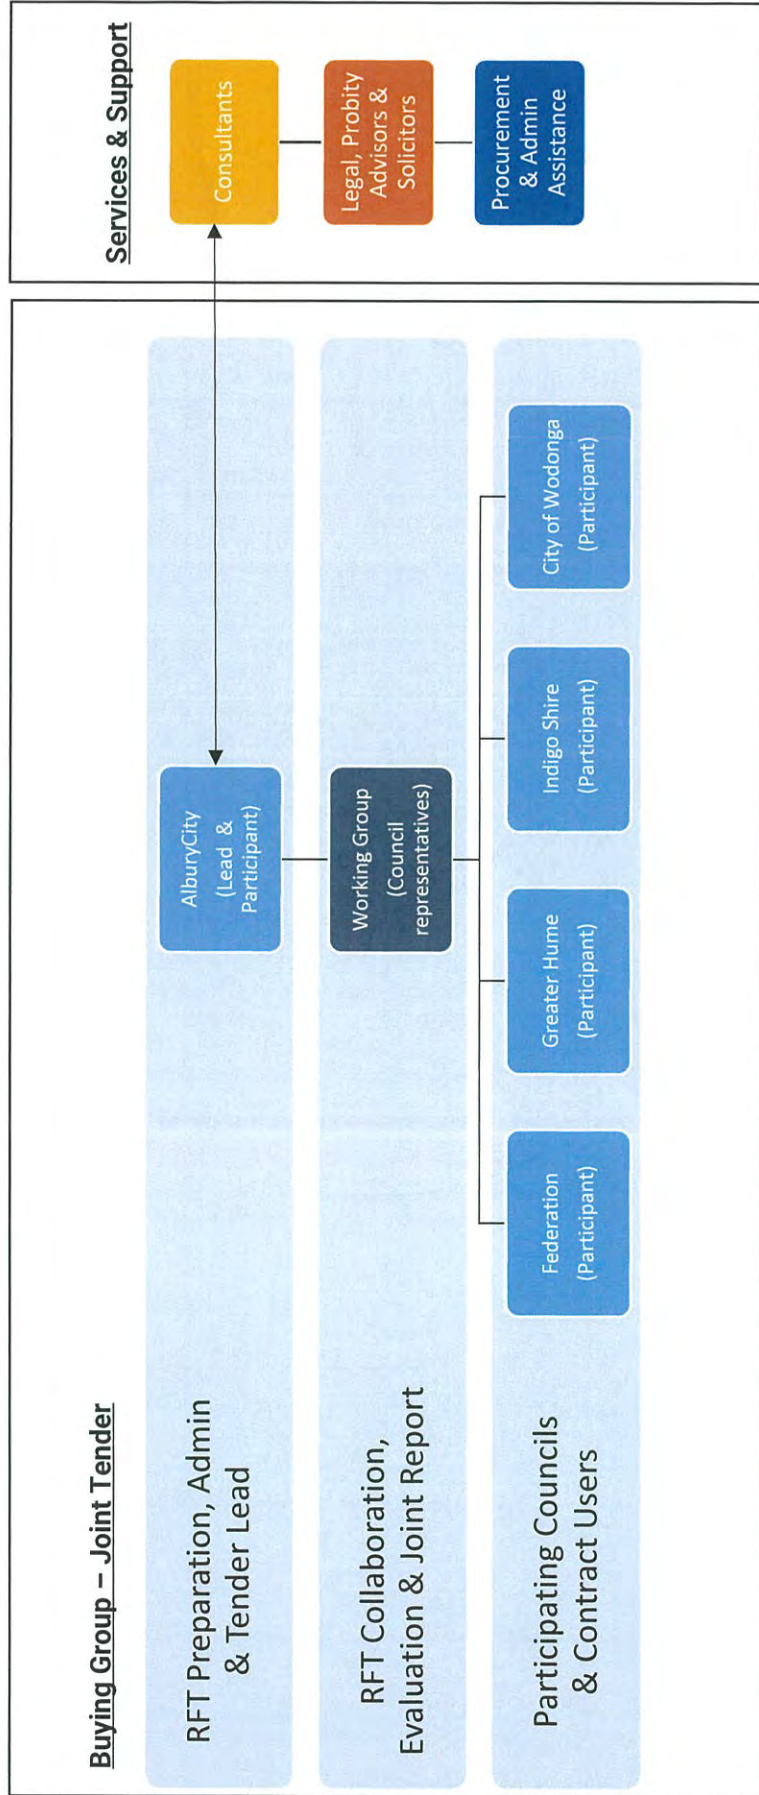 Buying Group – Joint Tender
RFT Preparation, Admin
& Tender Lead
AlburyCity
(Lead &
Participant)
RFT Collaboration,
Evaluation & Joint Report
Working Group
(Council
representatives)
Participating Councils
& Contract Users
Federation
(Participant)
Greater Hume
(Participant)
Indigo Shire
(Participant)
City of Wodonga
(Participant)
Services & Support
Consultants
Legal, Probity
Advisors &
Solicitors
Procurement
& Admin
Assistance